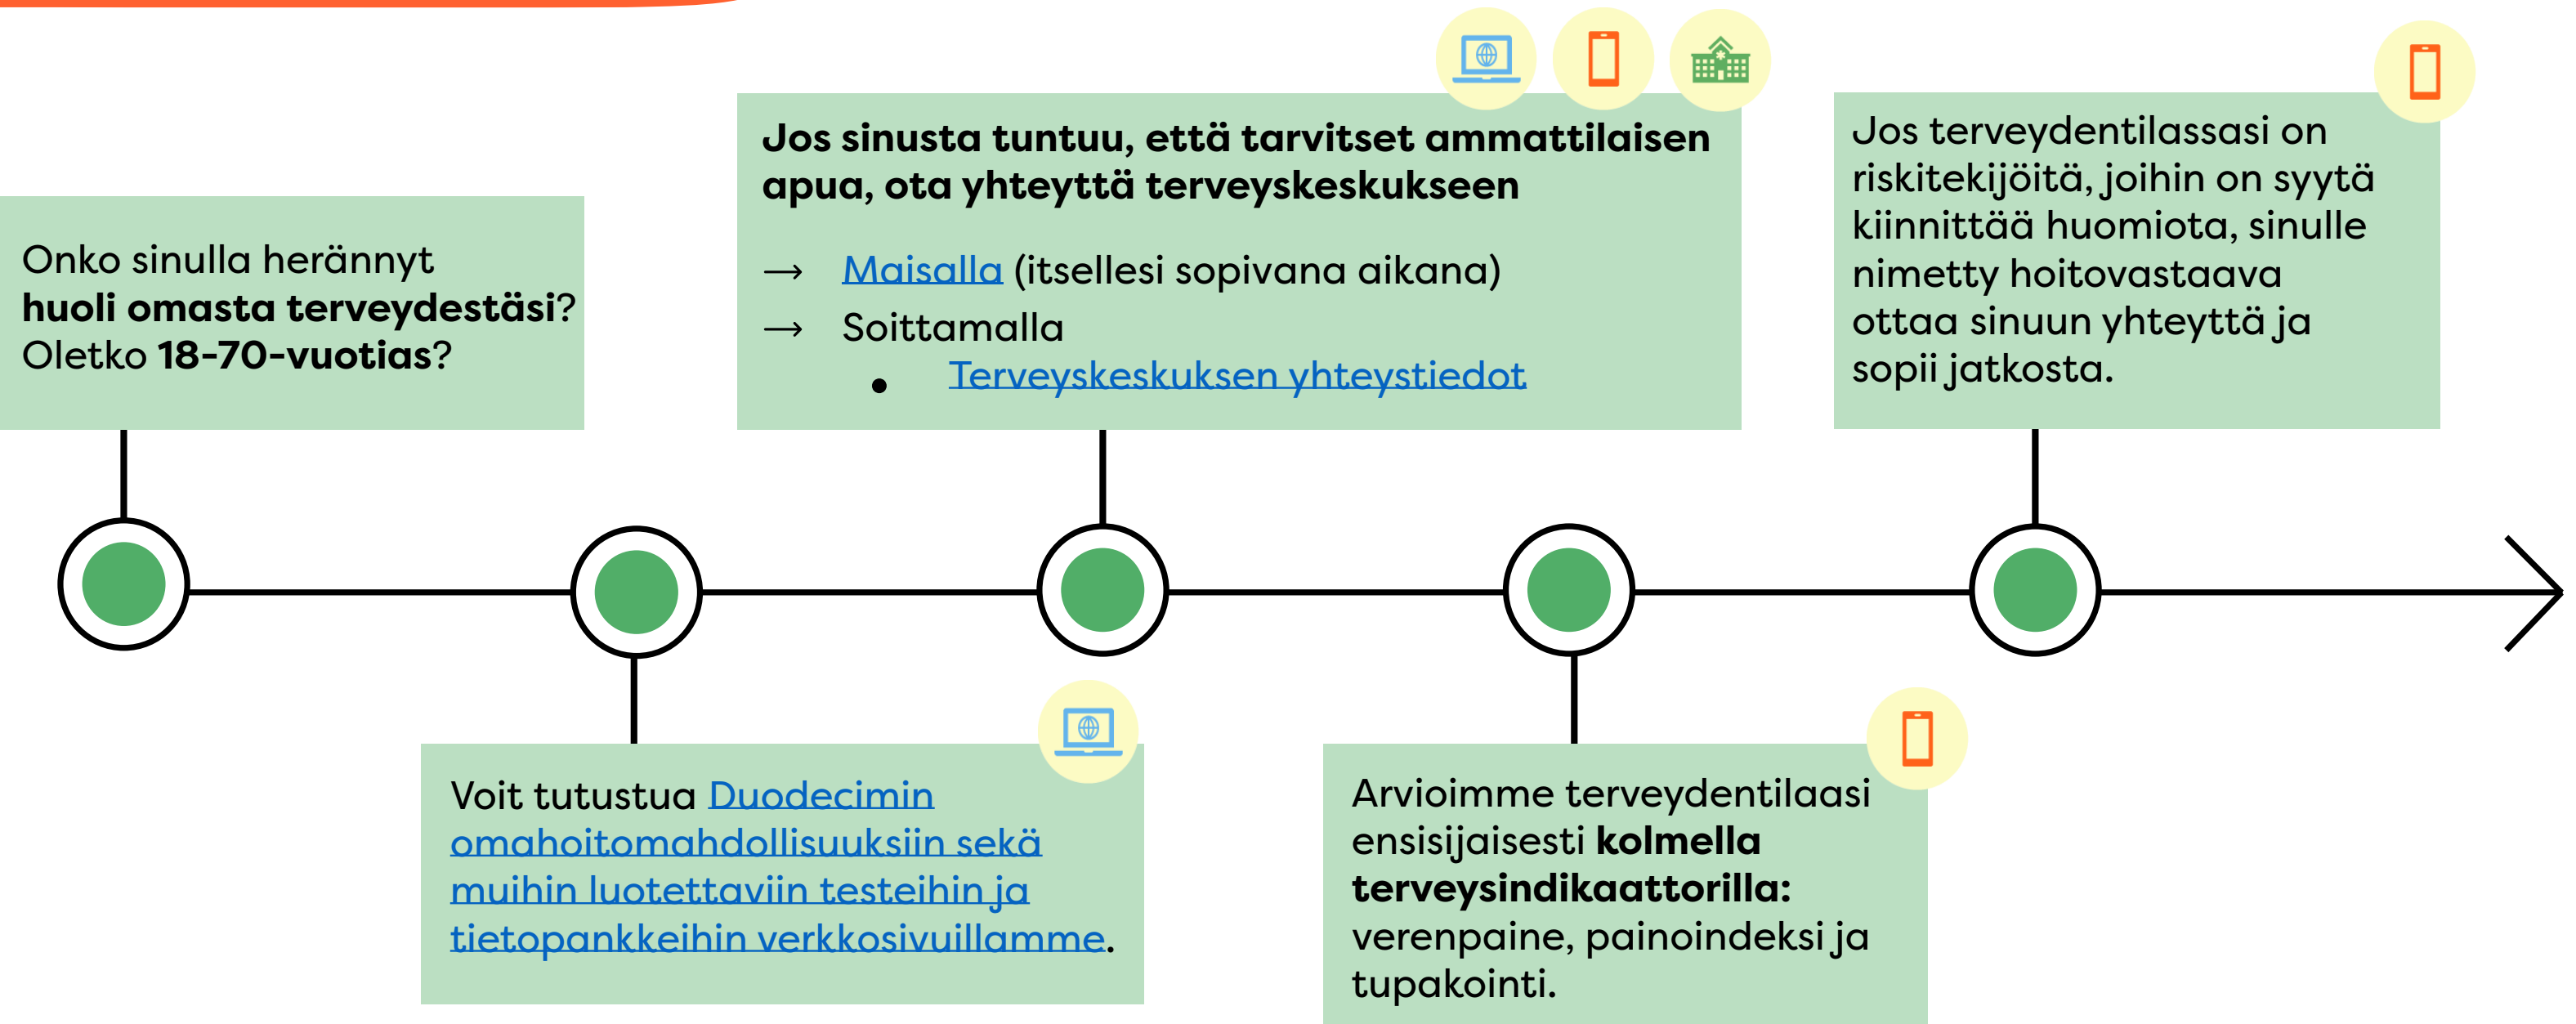 Onko sinulla herännyt
huoli omasta terveydestäsi?
Oletko 18-70-vuotias?
Voit tutustua Duodecimin
omahoitomahdollisuuksiin sekä
muihin luotettaviin testeihin ja
tietopankkeihin verkkosivuillamme.
Jos sinusta tuntuu, että tarvitset ammattilaisen
apua, ota yhteyttä terveyskeskukseen
→ Maisalla (itsellesi sopivana aikana)
→ Soittamalla
• Terveyskeskuksen yhteystiedot
Arvioimme terveydentilaasi
ensisijaisesti kolmella
terveysindikaattorilla:
verenpaine, painoindeksi ja
tupakointi.
Jos terveydentilassasi on
riskitekijöitä, joihin on syytä
kiinnittää huomiota, sinulle
nimetty hoitovastaava
ottaa sinuun yhteyttä ja
sopii jatkosta.